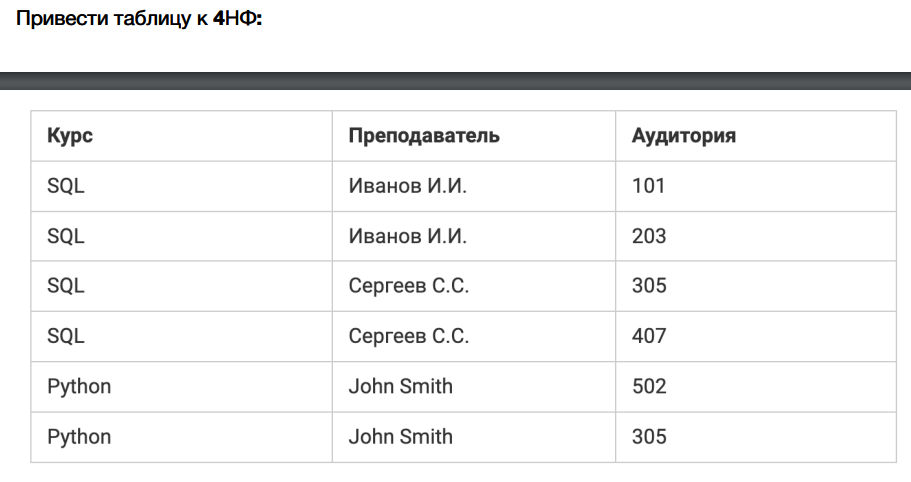 Привести таблицу к 4НФ:
Курс Преподаватель Аудитория
SQL Иванов И.И. 101
SQL Иванов И.И. 203
SQL Сергеев С.С. 305
SQL Сергеев С.С. 407
Python John Smith 502
Python John Smith 305